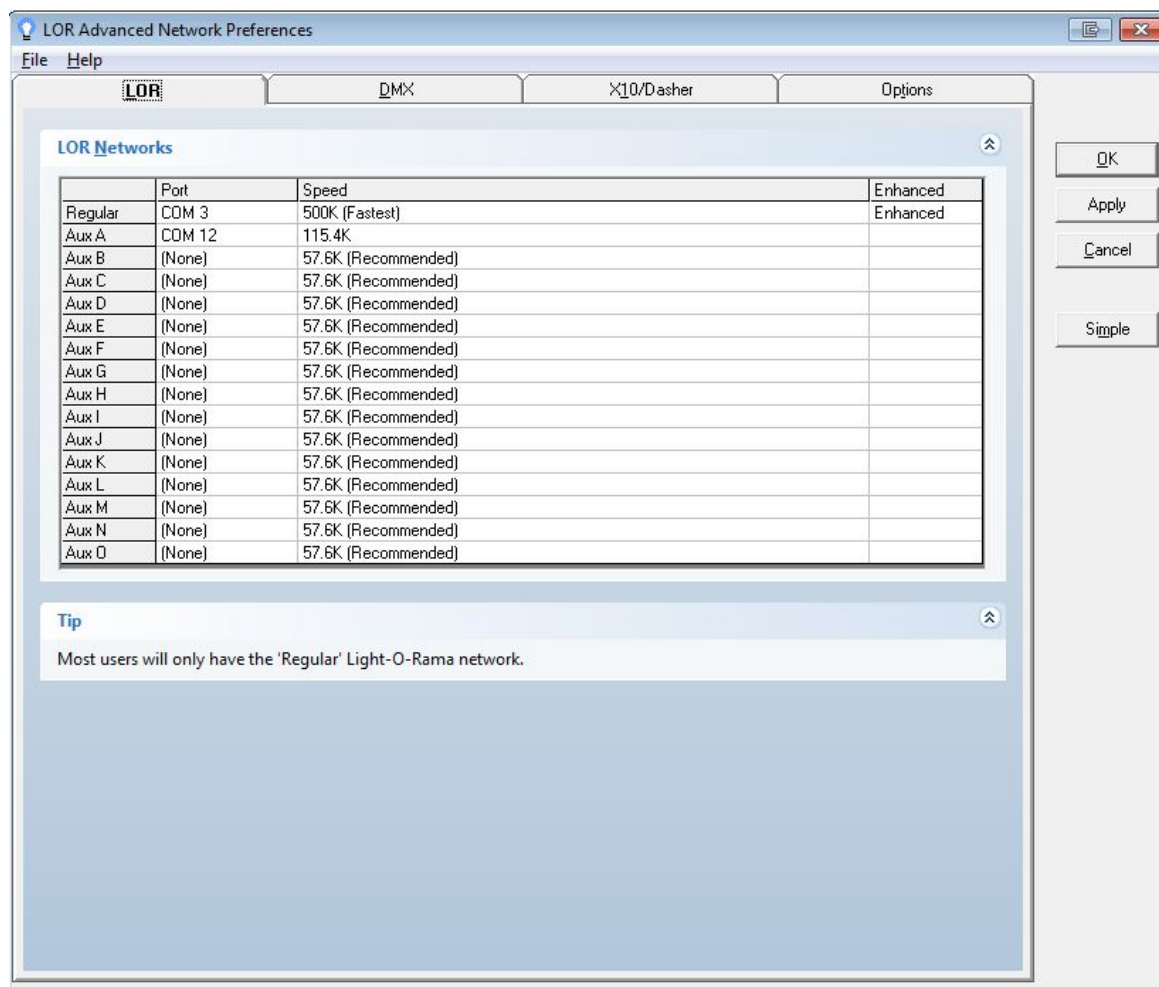 LOR Advanced Network Preferences
File Help
LOR DMX X10/Dasher Options
LOR Networks
Port Speed Enhanced
Regular COM 3 500K (Fastest) Enhanced
Aux A COM 12 115.4K
Aux B (None) 57.6K (Recommended)
Aux C (None) 57.6K (Recommended)
Aux D (None) 57.6K (Recommended)
Aux E (None) 57.6K (Recommended)
Aux F (None) 57.6K (Recommended)
Aux G (None) 57.6K (Recommended)
Aux H (None) 57.6K (Recommended)
Aux I (None) 57.6K (Recommended)
Aux J (None) 57.6K (Recommended)
Aux K (None) 57.6K (Recommended)
Aux L (None) 57.6K (Recommended)
Aux M (None) 57.6K (Recommended)
Aux N (None) 57.6K (Recommended)
Aux O (None) 57.6K (Recommended)
Tip
Most users will only have the 'Regular' Light-O-Rama network.
OK
Apply
Cancel
Simple